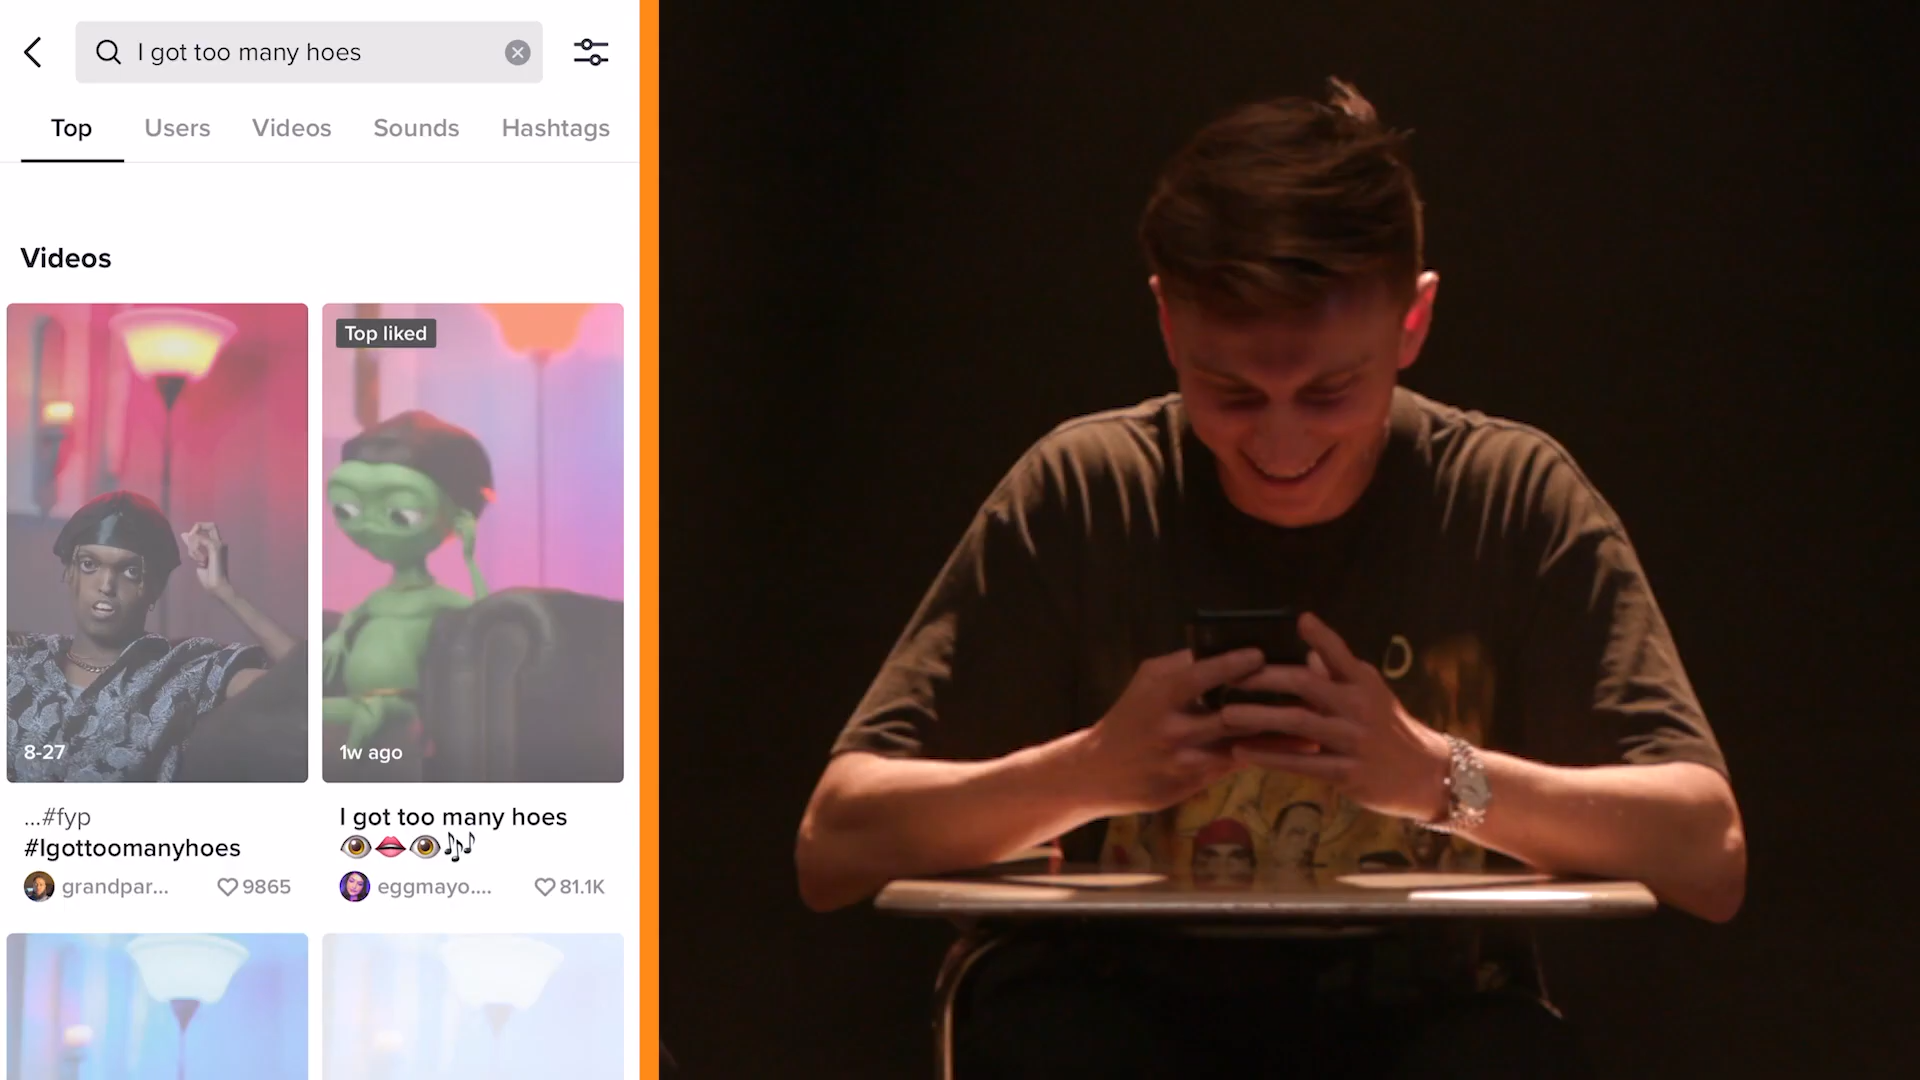 I got too many hoes
Top Users Videos Sounds Hashtags
Videos
Top liked
8-27
1w ago
...#fyp
#Igottoomanyhoes
grandpar... 9865
I got too many hoes
👁️👄👁️🎶
eggmayo.... 81.1K